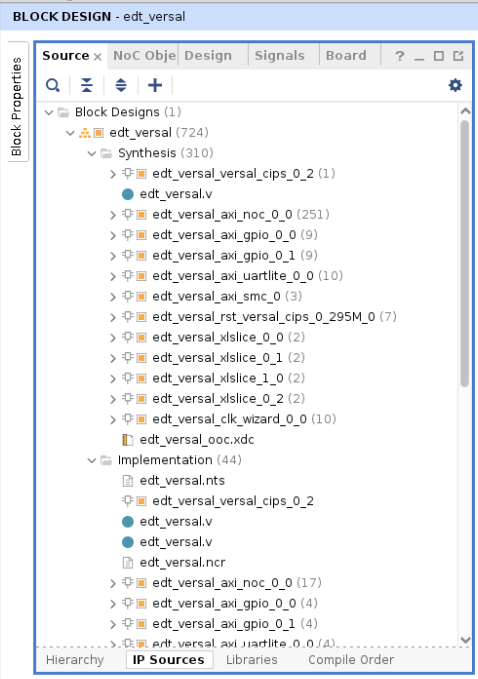 BLOCK DESIGN - edt_versal
Block Properties
Source × NoC Obje Design Signals Board ?
Block Designs (1)
edt_versal (724)
Synthesis (310)
edt_versal_versal_cips_0_2 (1)
edt_versal.v
edt_versal_axi_noc_0_0 (251)
edt_versal_axi_gpio_0_0 (9)
edt_versal_axi_gpio_0_1 (9)
edt_versal_axi_uartlite_0_0 (10)
edt_versal_axi_smc_0 (3)
edt_versal_rst_versal_cips_0_295M_0 (7)
edt_versal_xlslice_0_0 (2)
edt_versal_xlslice_0_1 (2)
edt_versal_xlslice_1_0 (2)
edt_versal_xlslice_0_2 (2)
edt_versal_clk_wizard_0_0 (10)
edt_versal_ooc.xdc
Implementation (44)
edt_versal.nts
edt_versal_versal_cips_0_2
edt_versal.v
edt_versal.v
edt_versal.ncr
edt_versal_axi_noc_0_0 (17)
edt_versal_axi_gpio_0_0 (4)
edt_versal_axi_gpio_0_1 (4)
edt_versal_axi_uartlite_0_0 (4)
Hierarchy IP Sources Libraries Compile Order